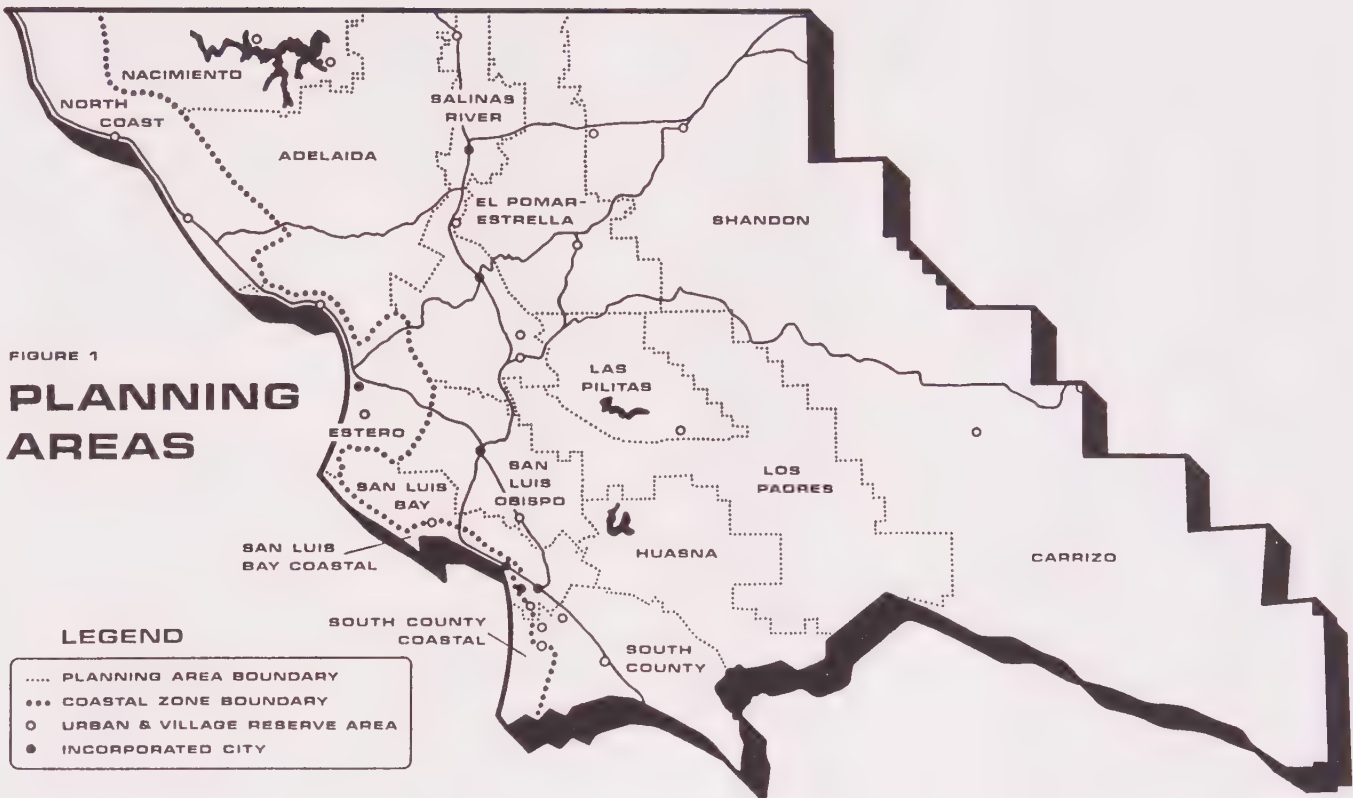 FIGURE 1
PLANNING
AREAS
NACIMIENTO
NORTH
COAST
ADELAIDA
SALINAS
RIVER
EL POMAR-
ESTRELLA
SHANDON
LAS
PILITAS
ESTERO
SAN LUIS
BAY
SAN
LUIS
OBISPO
LOS
PADRES
SAN LUIS
BAY COASTAL
HUASNA
CARRIZO
SOUTH COUNTY
COASTAL
SOUTH
COUNTY
LEGEND
PLANNING AREA BOUNDARY
COASTAL ZONE BOUNDARY
URBAN & VILLAGE RESERVE AREA
INCORPORATED CITY